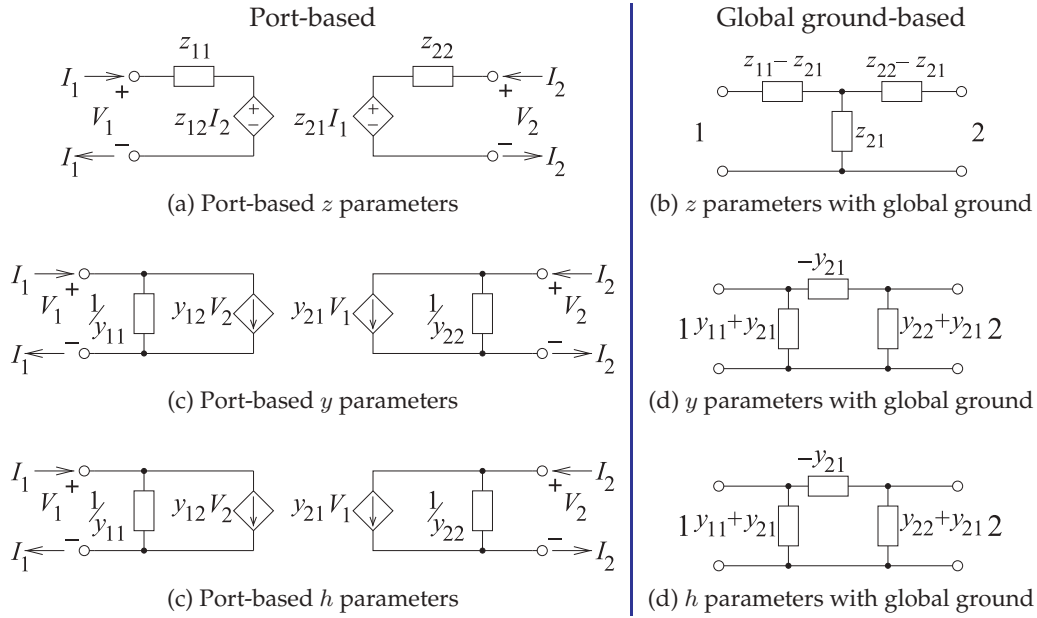 Port-based
Global ground-based
z11
z22
I1
+
V1
−
I1
z12I2
+
−
z21I1
+
−
I2
+
V2
−
I2
(a) Port-based z parameters
z11 − z21
z22 − z21
z21
1
2
(b) z parameters with global ground
I1
+
V1
−
I1
1/y11
y12V2
y21V1
1/y22
I2
+
V2
−
I2
(c) Port-based y parameters
−y21
1 y11+y21
y22+y21 2
(d) y parameters with global ground
I1
+
V1
−
I1
1/y11
y12V2
y21V1
1/y22
I2
+
V2
−
I2
(c) Port-based h parameters
−y21
1 y11+y21
y22+y21 2
(d) h parameters with global ground